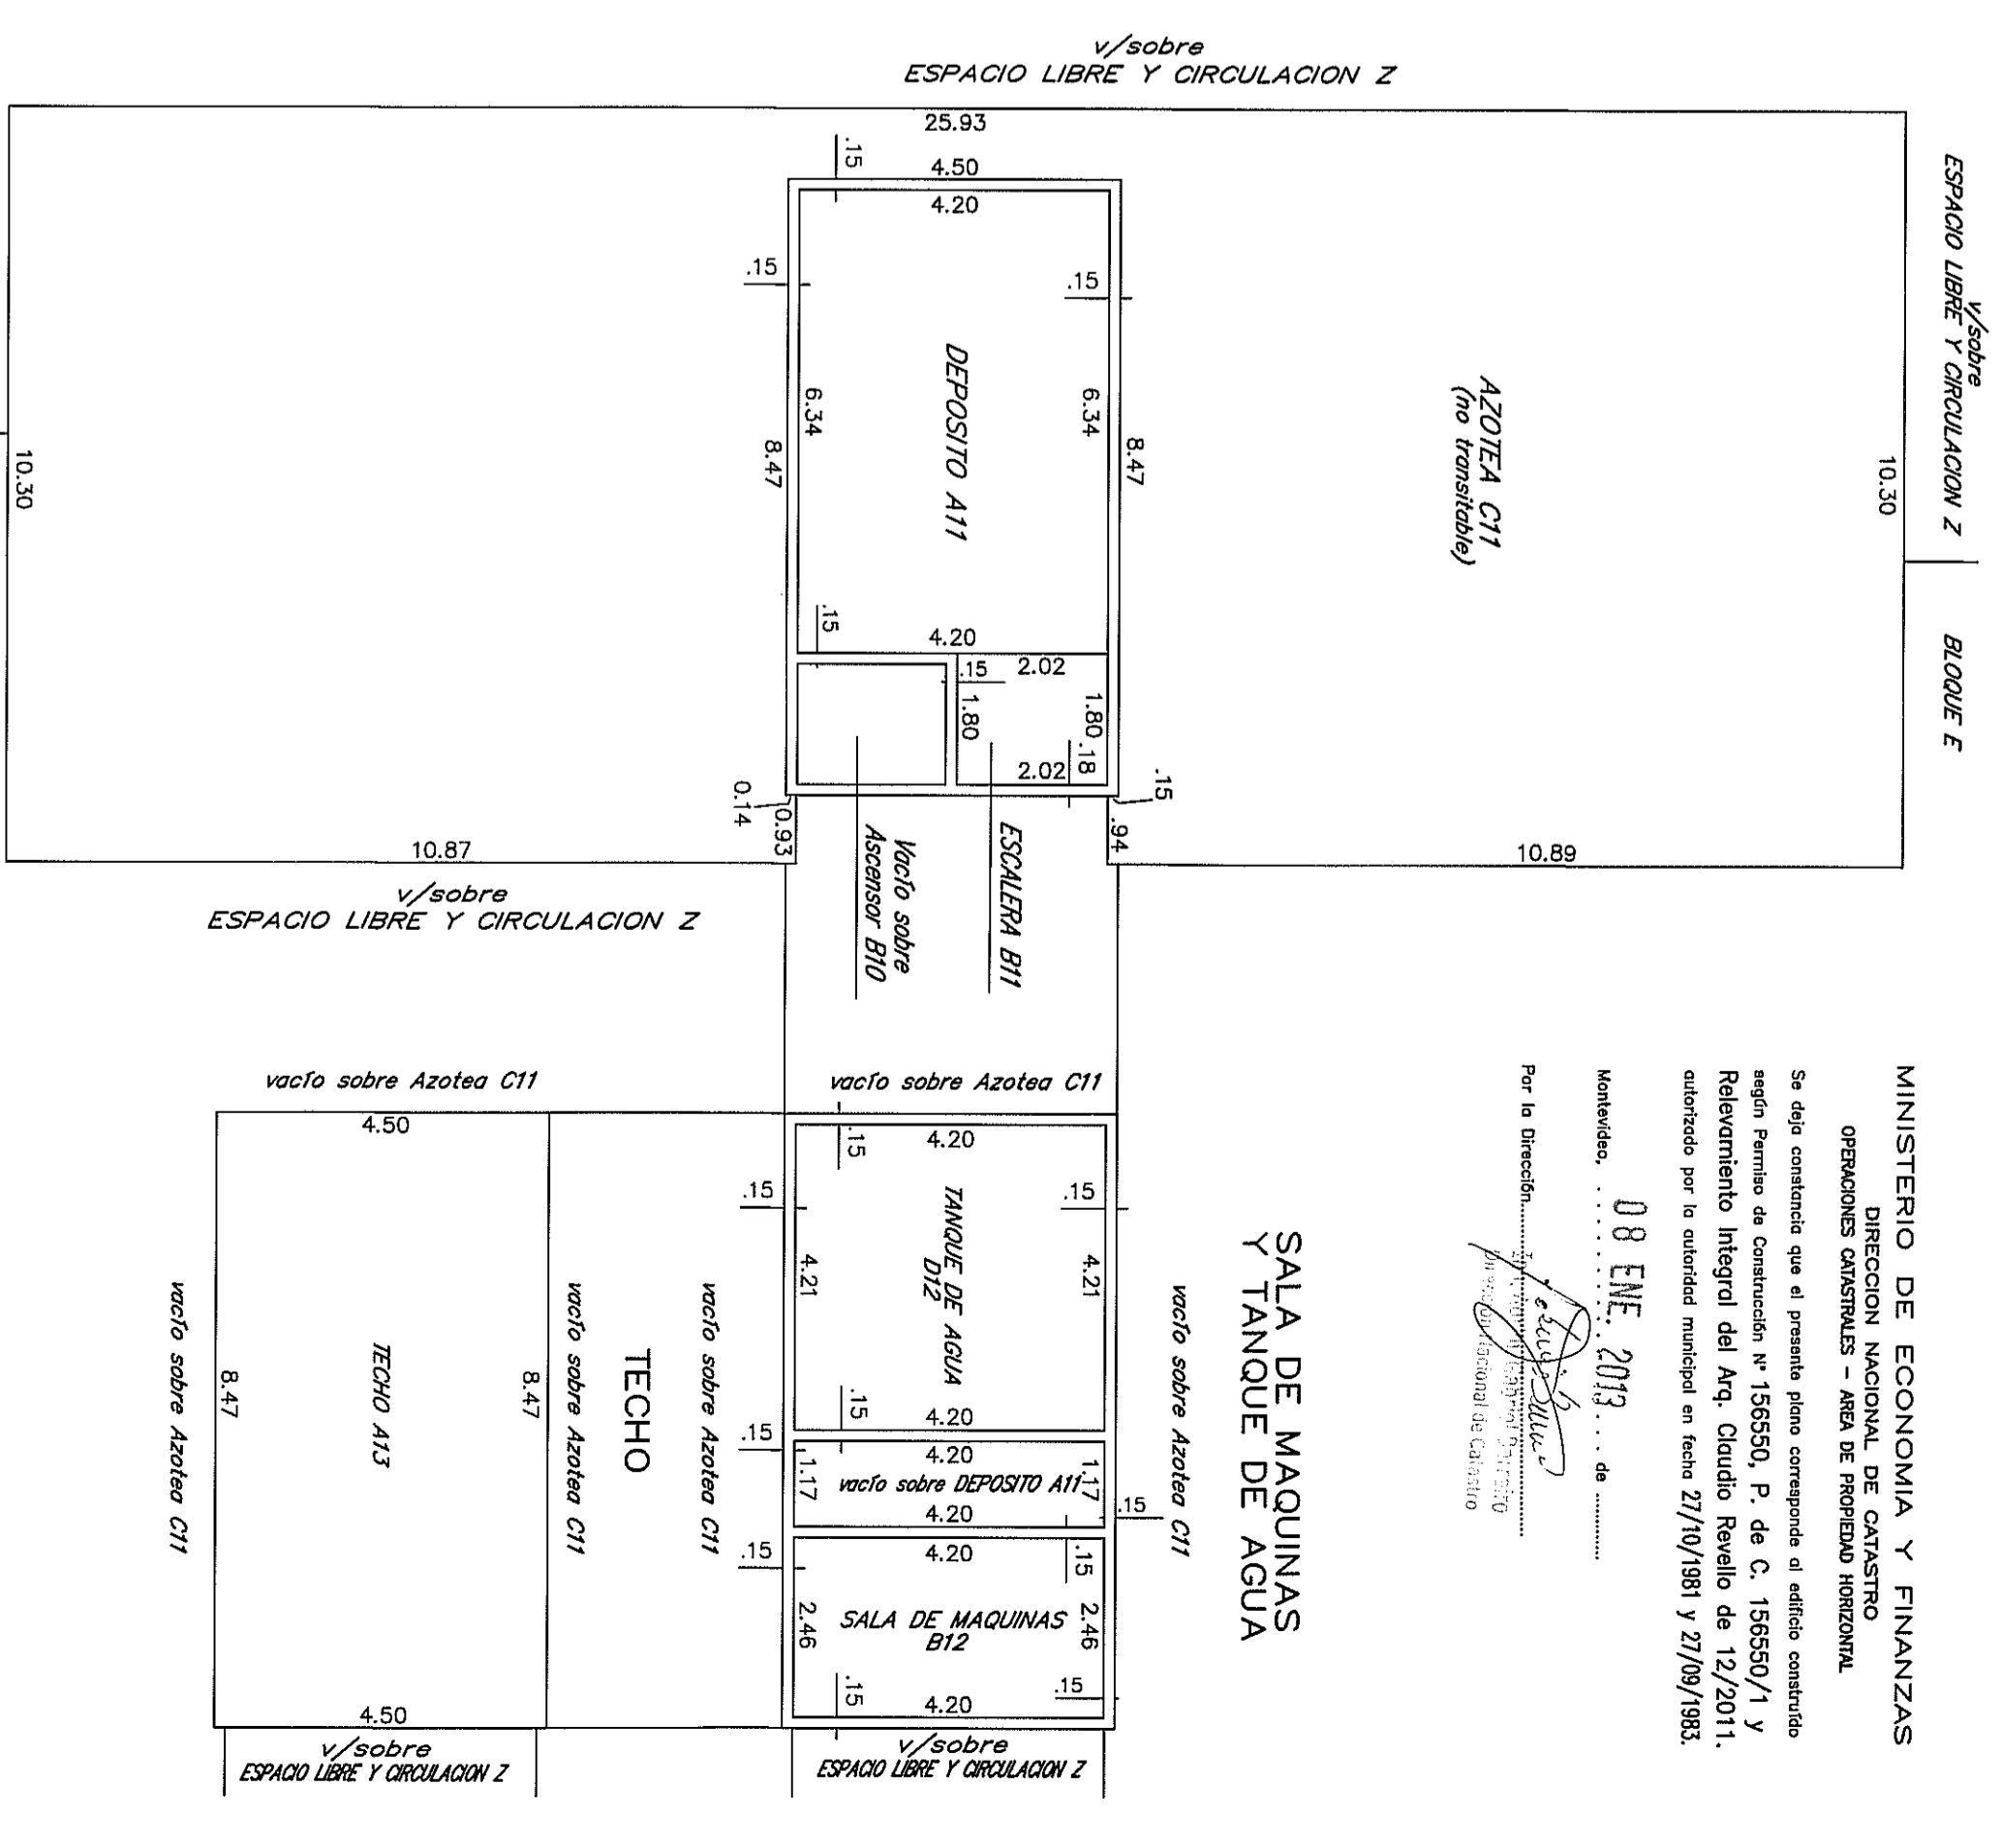 v/sobre
ESPACIO LIBRE Y CIRCULACION Z
25.93
4.50
.15
4.20
.15
.15
DEPOSITO A11
6.34
6.34
8.47
8.47
.15
4.20
2.02
.15
1.80
1.80
.18
2.02
.15
0.14
0.93
.94
ESCALERA B11
Vacío sobre
Ascensor B10
AZOTEA C11
(no transitable)
10.30
10.30
v/sobre
ESPACIO LIBRE Y CIRCULACION Z
BLOQUE E
10.87
10.89
v/sobre
ESPACIO LIBRE Y CIRCULACION Z
MINISTERIO DE ECONOMIA Y FINANZAS
DIRECCION NACIONAL DE CATASTRO
OPERACIONES CATASTRALES – AREA DE PROPIEDAD HORIZONTAL
Se deja constancia que el presente plano corresponde al edificio construído
según Permiso de Construcción Nº 156550, P. de C. 156550/1 y
Relevamiento Integral del Arq. Claudio Revello de 12/2011.
autorizado por la autoridad municipal en fecha 27/10/1981 y 27/09/1983.
Montevideo, 08 ENE. 2013 de
Por la Dirección
Dirección Nacional de Catastro
SALA DE MAQUINAS
Y TANQUE DE AGUA
vacío sobre Azotea C11
vacío sobre Azotea C11
.15
4.20
.15
.15
TANQUE DE AGUA
D12
4.21
4.21
.15
4.20
.15
4.20
1.17
1.17
vacío sobre DEPOSITO A11
4.20
.15
.15
4.20
.15
2.46
2.46
SALA DE MAQUINAS
B12
.15
.15
4.20
v/sobre
ESPACIO LIBRE Y CIRCULACION Z
vacío sobre Azotea C11
TECHO
vacío sobre Azotea C11
vacío sobre Azotea C11
4.50
8.47
8.47
TECHO A13
4.50
vacío sobre Azotea C11
v/sobre
ESPACIO LIBRE Y CIRCULACION Z